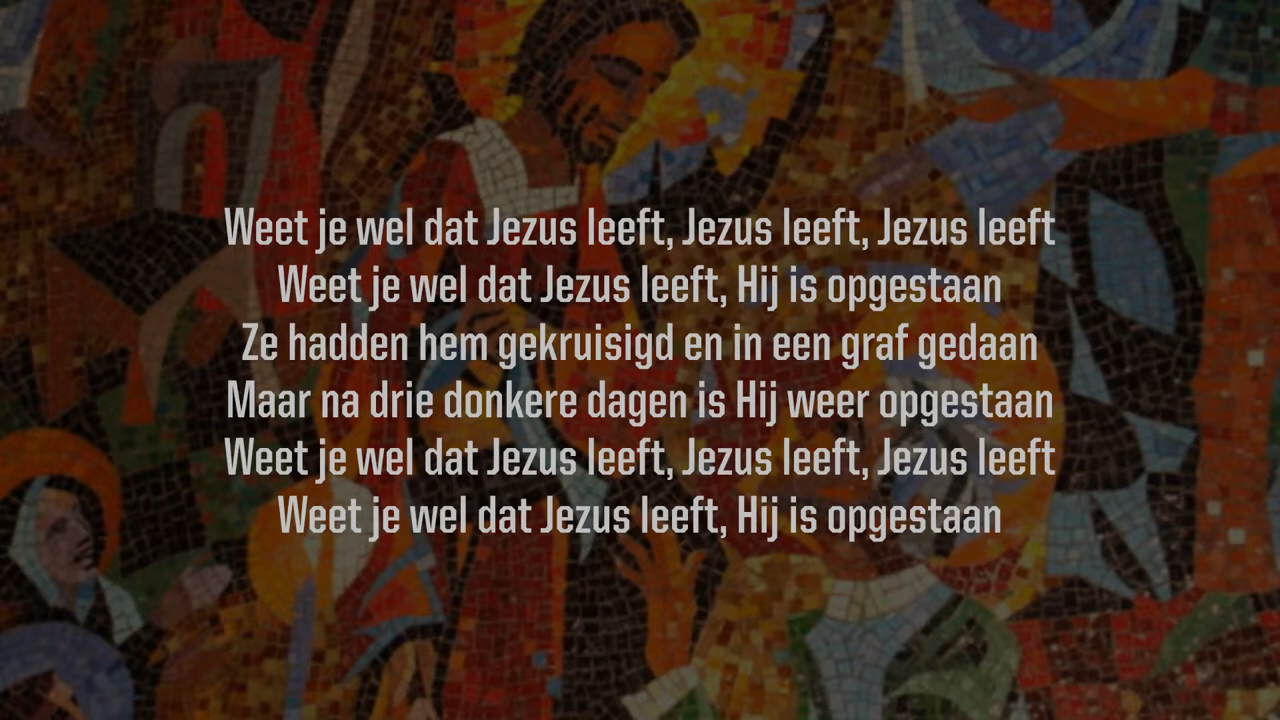 Weet je wel dat Jezus leeft, Jezus leeft, Jezus leeft
Weet je wel dat Jezus leeft, Hij is opgestaan
Ze hadden hem gekruisigd en in een graf gedaan
Maar na drie donkere dagen is Hij weer opgestaan
Weet je wel dat Jezus leeft, Jezus leeft, Jezus leeft
Weet je wel dat Jezus leeft, Hij is opgestaan